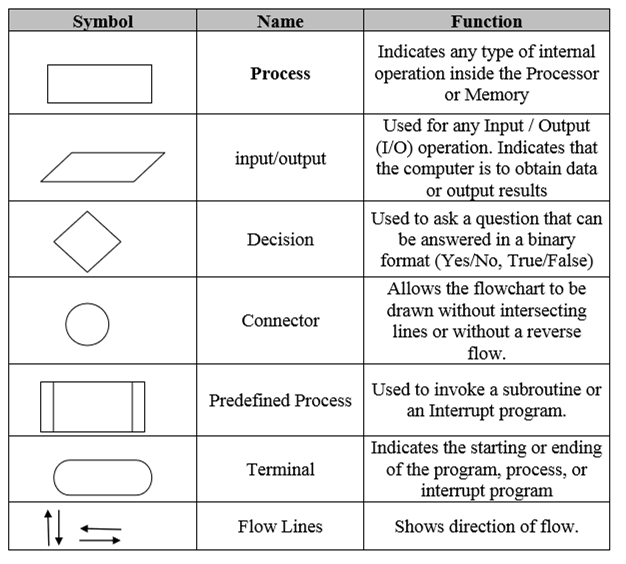 Symbol Name Function
Process
Indicates any type of internal
operation inside the Processor
or Memory
input/output
Used for any Input / Output
(I/O) operation. Indicates that
the computer is to obtain data
or output results
Decision
Used to ask a question that can
be answered in a binary
format (Yes/No, True/False)
Connector
Allows the flowchart to be
drawn without intersecting
lines or without a reverse
flow.
Predefined Process
Used to invoke a subroutine or
an Interrupt program.
Terminal
Indicates the starting or ending
of the program, process, or
interrupt program
Flow Lines
Shows direction of flow.